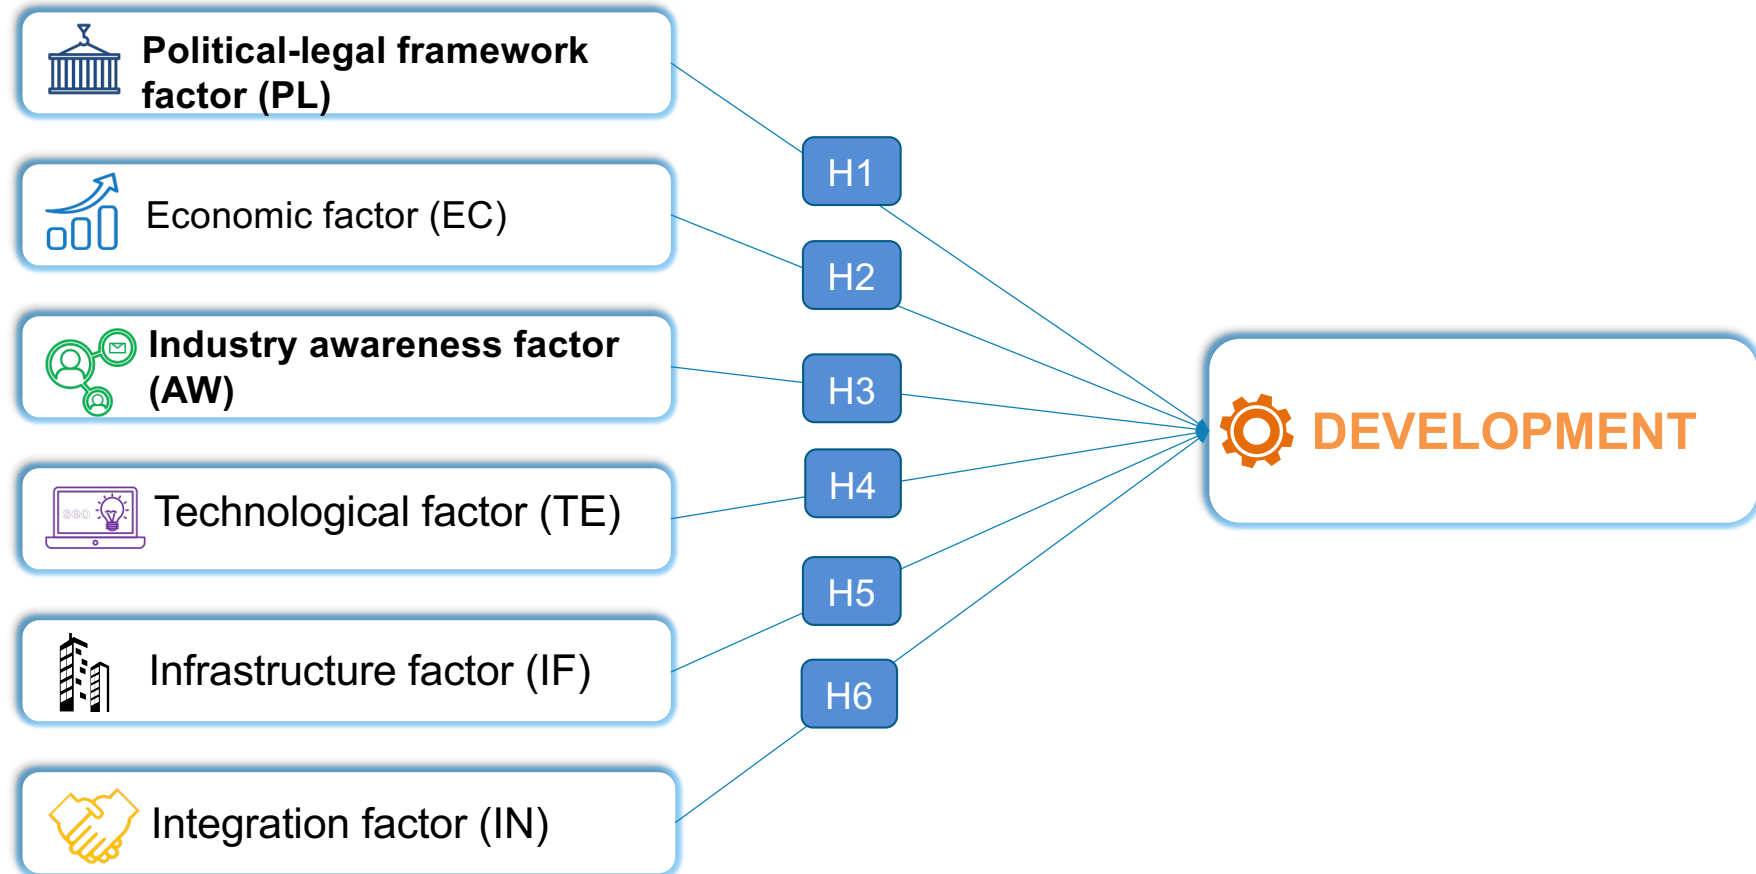 Political-legal framework
factor (PL)
H1
Economic factor (EC)
H2
Industry awareness factor
(AW)
H3
DEVELOPMENT
seo
Technological factor (TE)
H4
H5
Infrastructure factor (IF)
H6
Integration factor (IN)